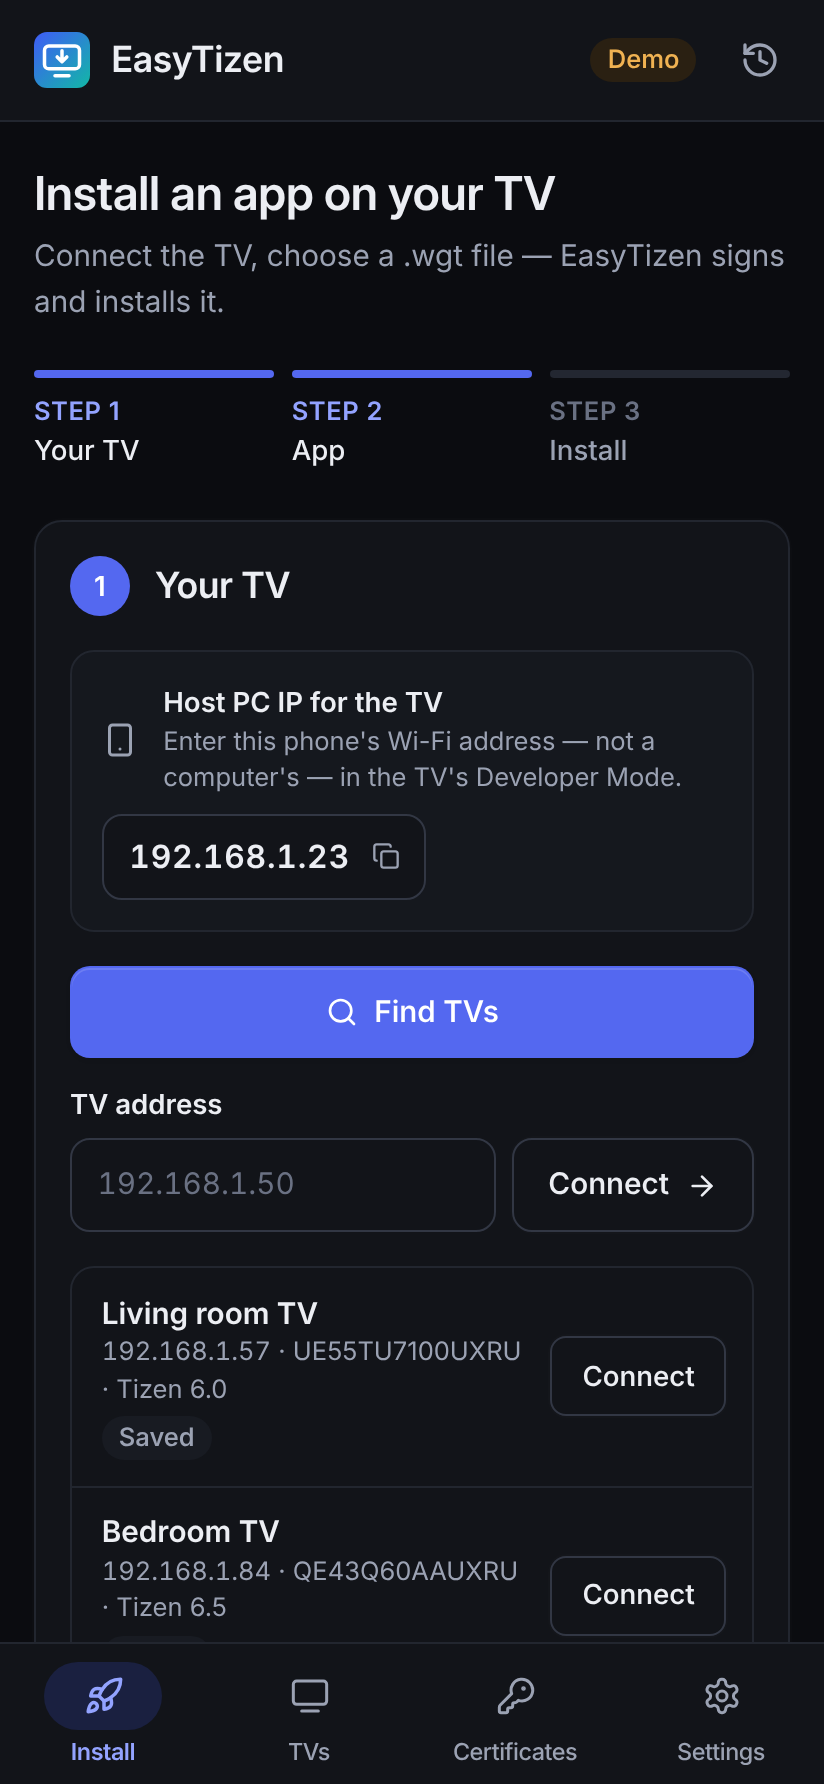 EasyTizen
Demo
Install an app on your TV
Connect the TV, choose a .wgt file — EasyTizen signs
and installs it.
STEP 1
Your TV
STEP 2
App
STEP 3
Install
1
Your TV
Host PC IP for the TV
Enter this phone's Wi-Fi address — not a
computer's — in the TV's Developer Mode.
192.168.1.23
Find TVs
TV address
192.168.1.50
Connect →
Living room TV
192.168.1.57 · UE55TU7100UXRU
· Tizen 6.0
Saved
Connect
Bedroom TV
192.168.1.84 · QE43Q60AAUXRU
· Tizen 6.5
Connect
Install
TVs
Certificates
Settings